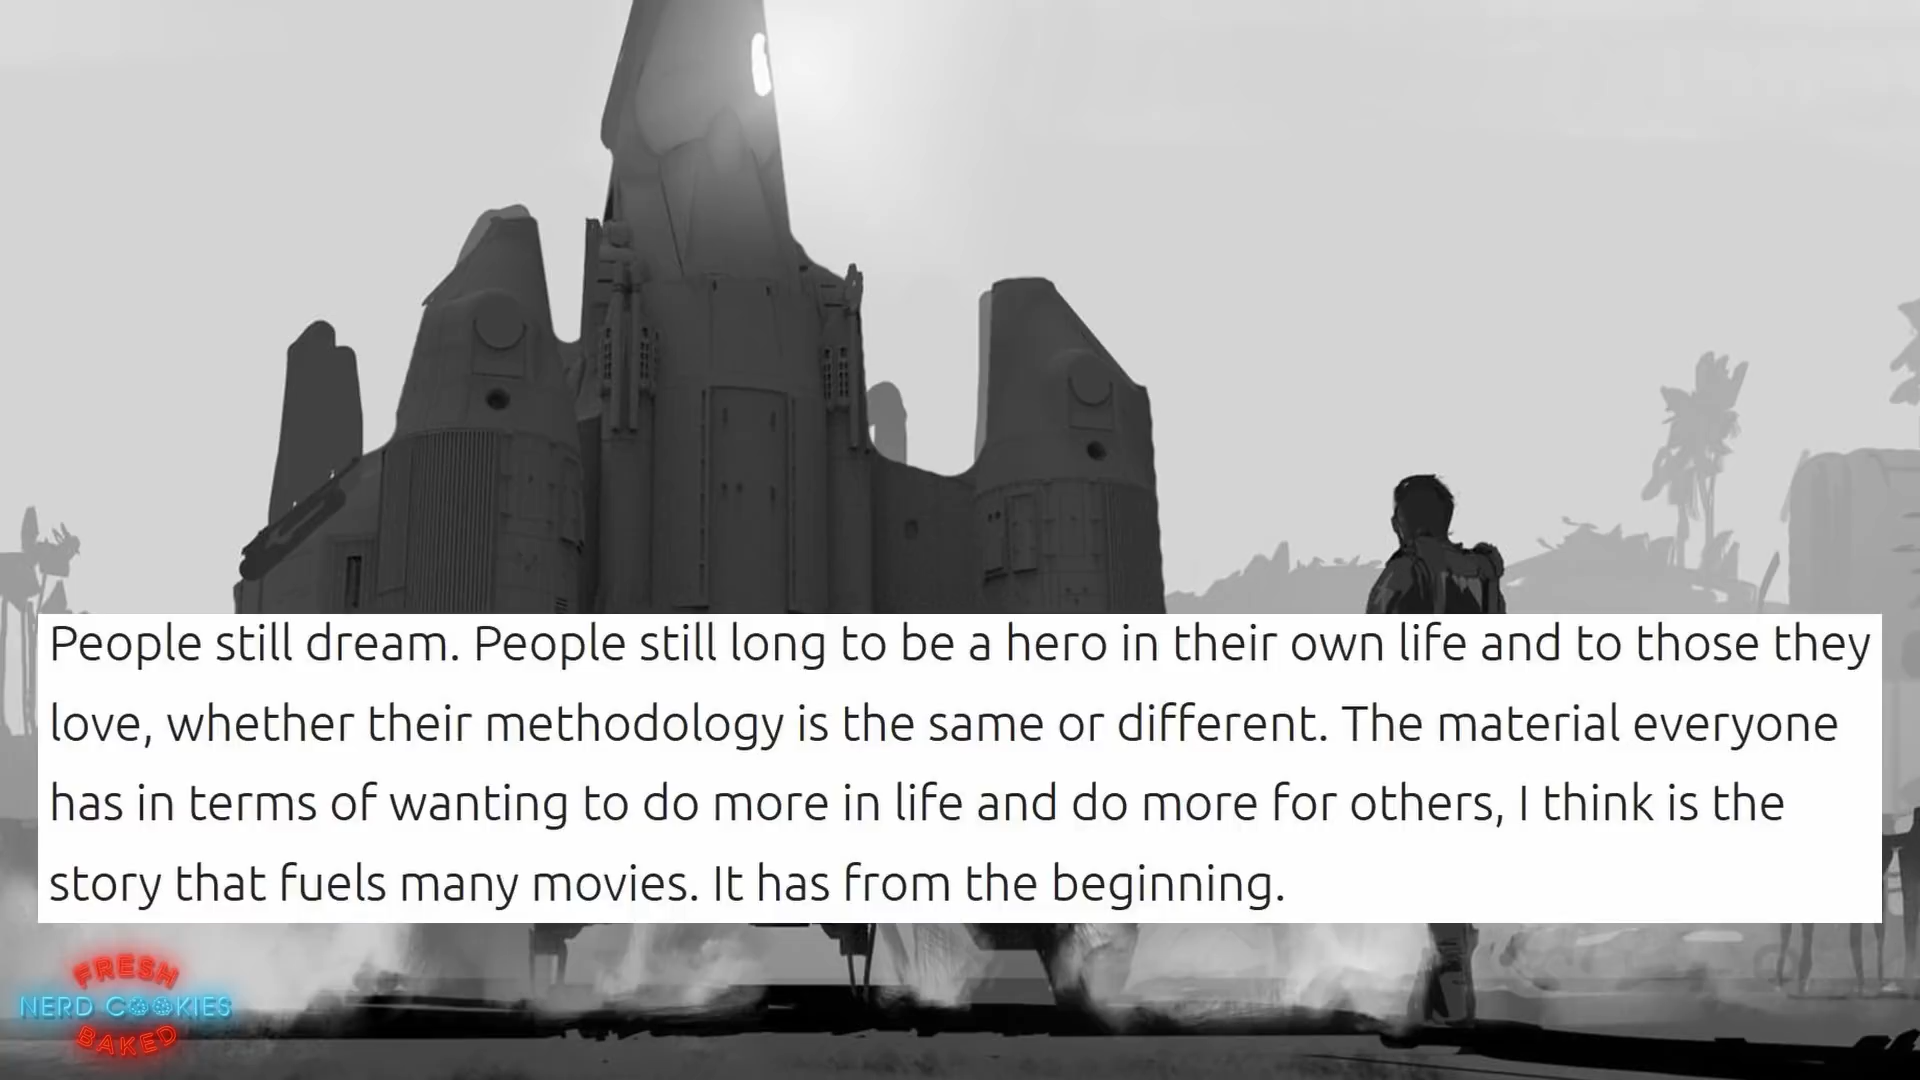 People still dream. People still long to be a hero in their own life and to those they
love, whether their methodology is the same or different. The material everyone
has in terms of wanting to do more in life and do more for others, I think is the
story that fuels many movies. It has from the beginning.
FRESH
NERD COOKIES
BAKED